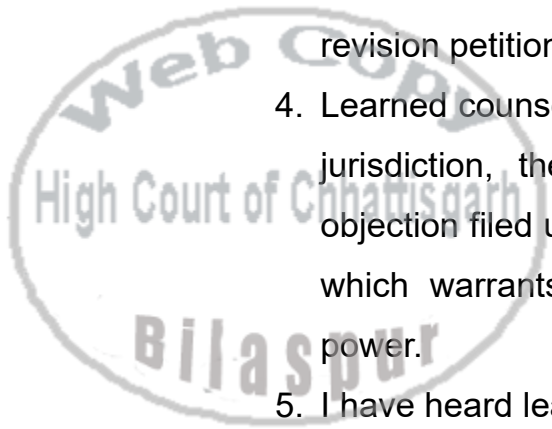 Web Copy
High Court of Chhattisgarh
Bilaspur
revision petition
4. Learned couns
jurisdiction, the
objection filed u
which warrants
power.
5. I have heard lea